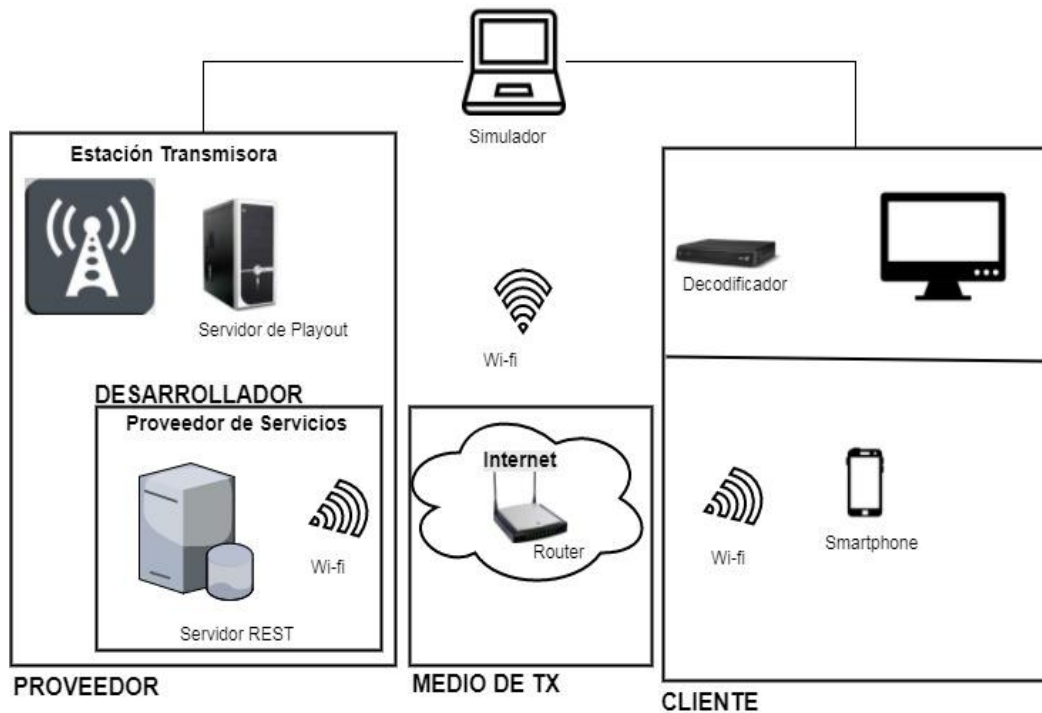 Simulador
Estación Transmisora
Servidor de Playout
Decodificador
Wi-fi
DESARROLLADOR
Proveedor de Servicios
Wi-fi
Servidor REST
Internet
Router
Wi-fi
Smartphone
PROVEEDOR
MEDIO DE TX
CLIENTE